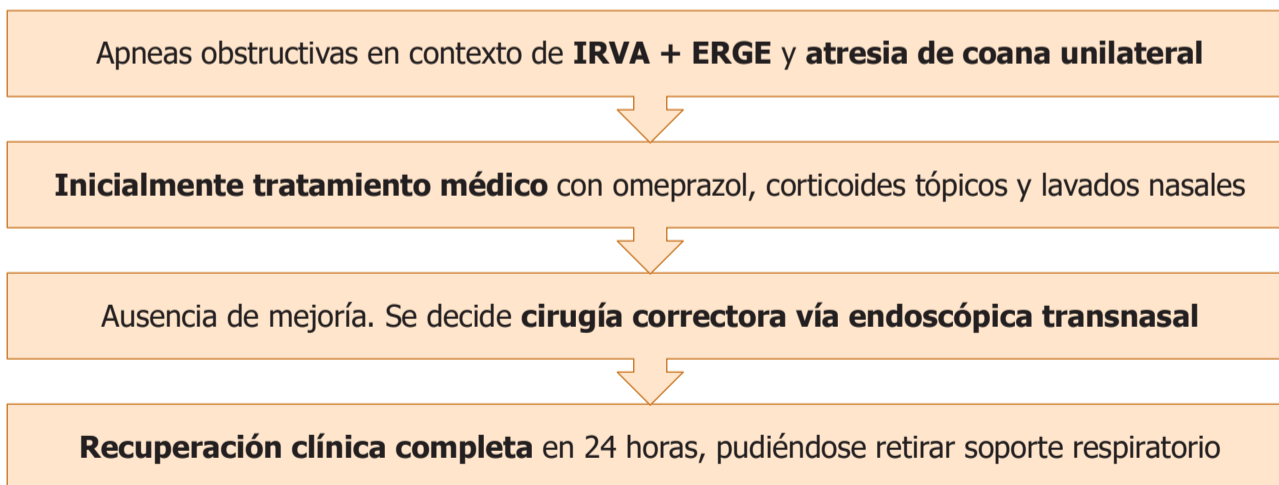 Apneas obstructivas en contexto de IRVA + ERGE y atresia de coana unilateral
Inicialmente tratamiento médico con omeprazol, corticoides tópicos y lavados nasales
Ausencia de mejoría. Se decide cirugía correctora vía endoscópica transnasal
Recuperación clínica completa en 24 horas, pudiéndose retirar soporte respiratorio